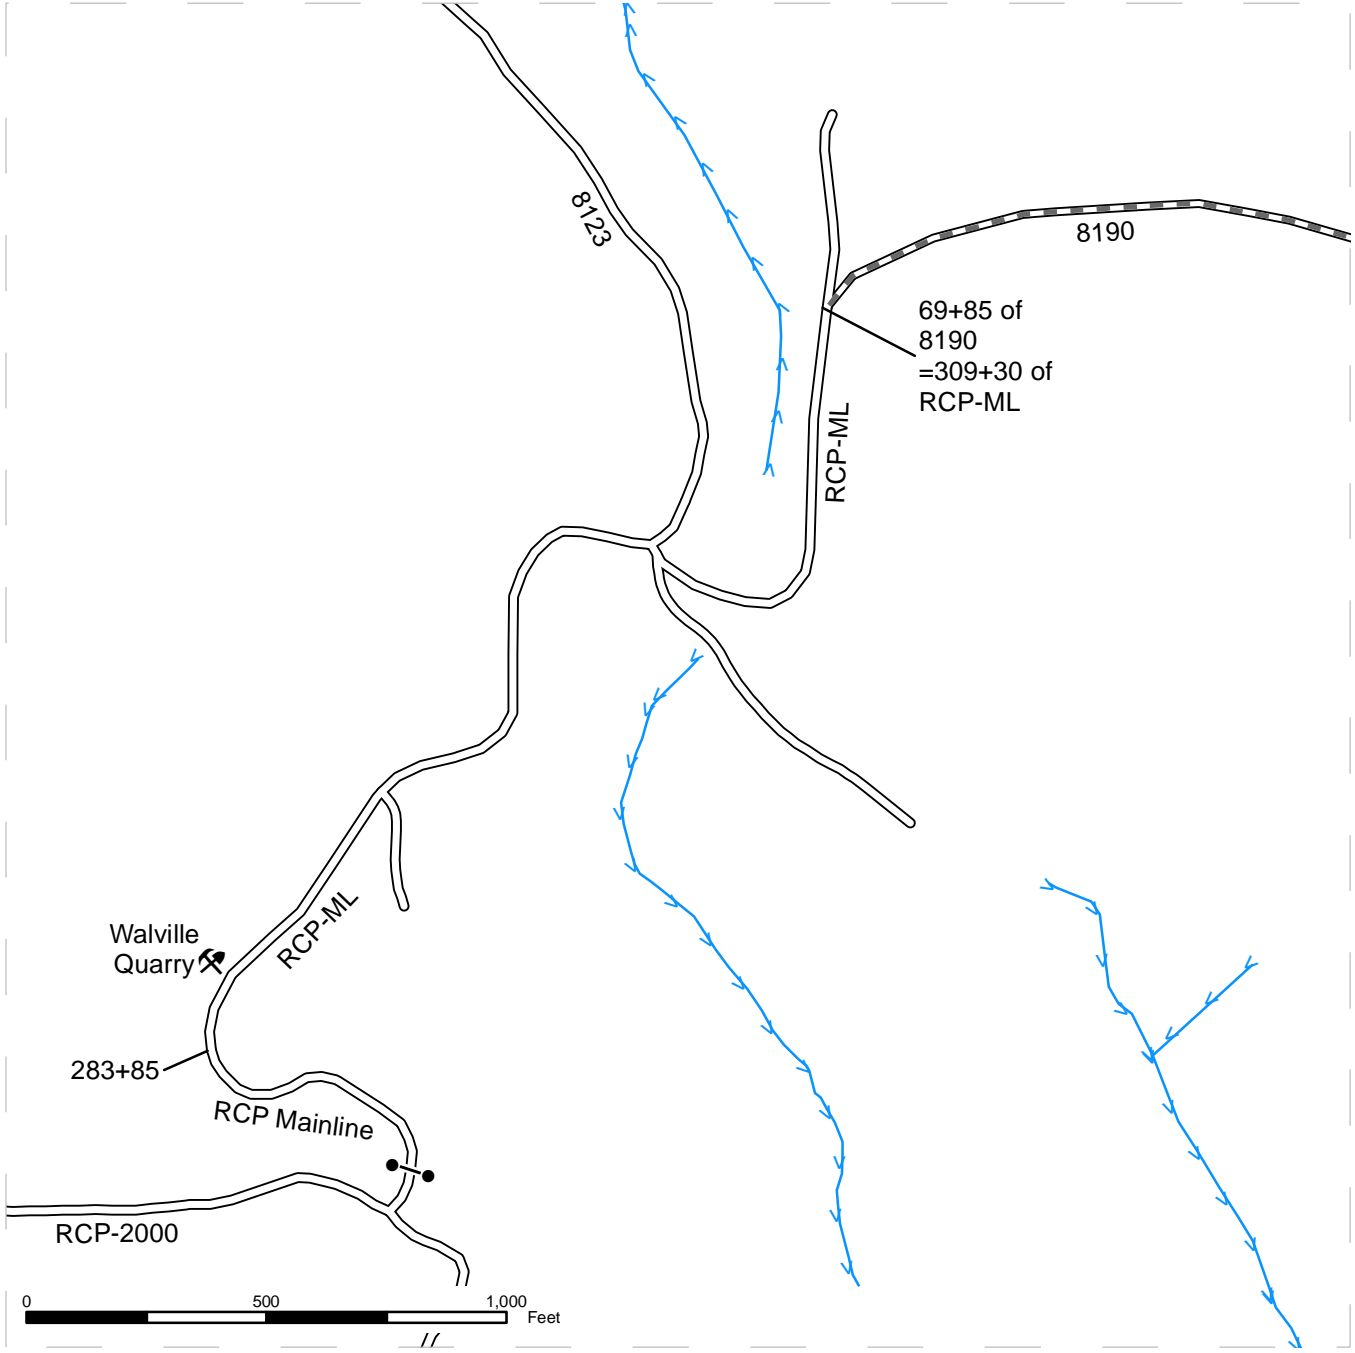 8123
8190
69+85 of
8190
=309+30 of
RCP-ML
RCP-ML
RCP-ML
Walville
Quarry
283+85
RCP Mainline
RCP-2000
0 500 1,000
Feet